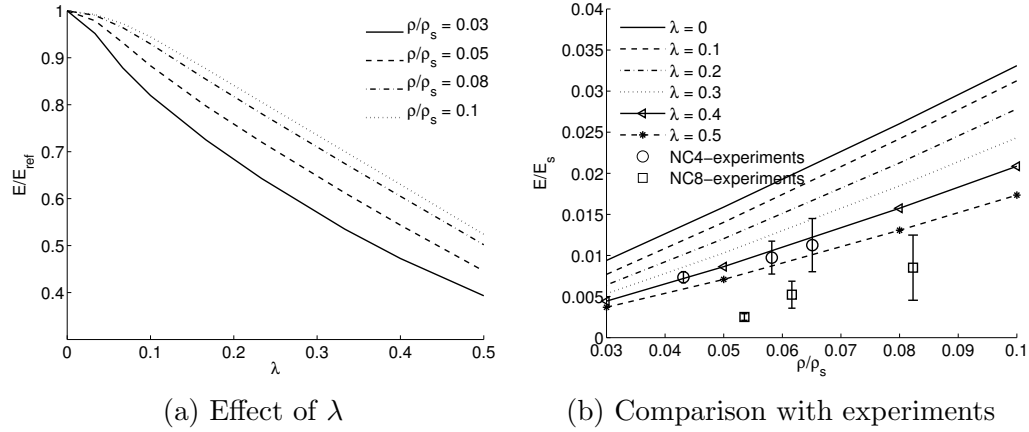 1
0.9
0.8
0.7
0.6
0.5
0.4
E/E_ref
0
0.1
0.2
0.3
0.4
0.5
λ
ρ/ρ_s = 0.03
ρ/ρ_s = 0.05
ρ/ρ_s = 0.08
ρ/ρ_s = 0.1
(a) Effect of λ
0.035
0.03
0.025
0.02
0.015
0.01
0.005
0
E/E_s
0.03
0.04
0.05
0.06
0.07
0.08
0.09
0.1
ρ/ρ_s
λ = 0
λ = 0.1
λ = 0.2
λ = 0.3
λ = 0.4
λ = 0.5
NC4-experiments
NC8-experiments
(b) Comparison with experiments